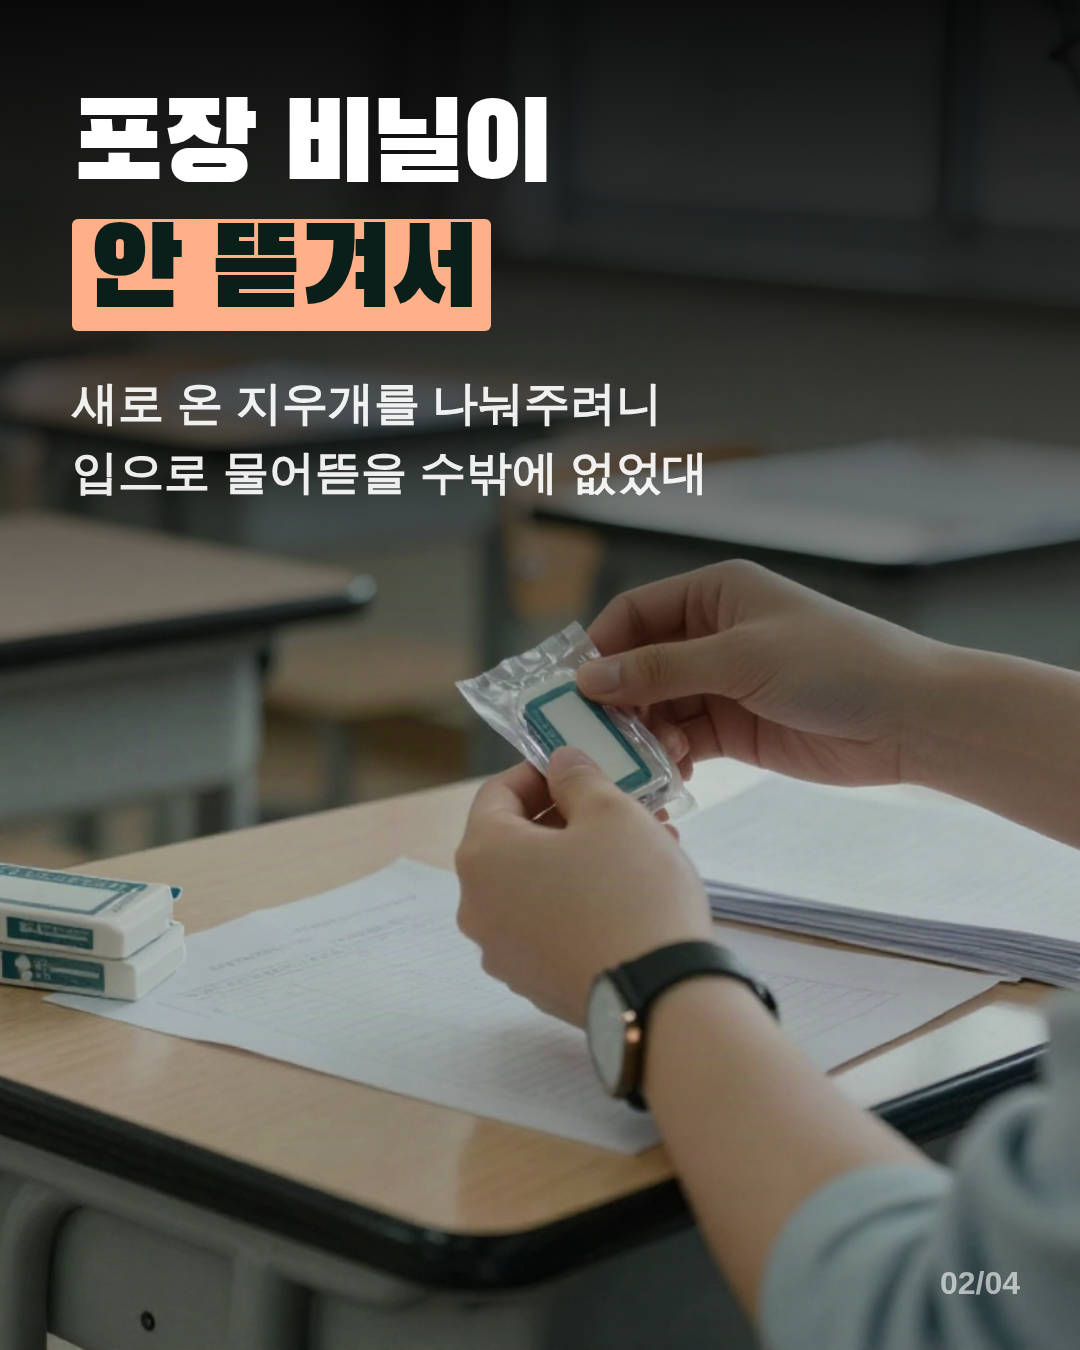 포장 비닐이
안 뜯겨서
새로 온 지우개를 나눠주려니
입으로 물어뜯을 수밖에 없었대
02/04